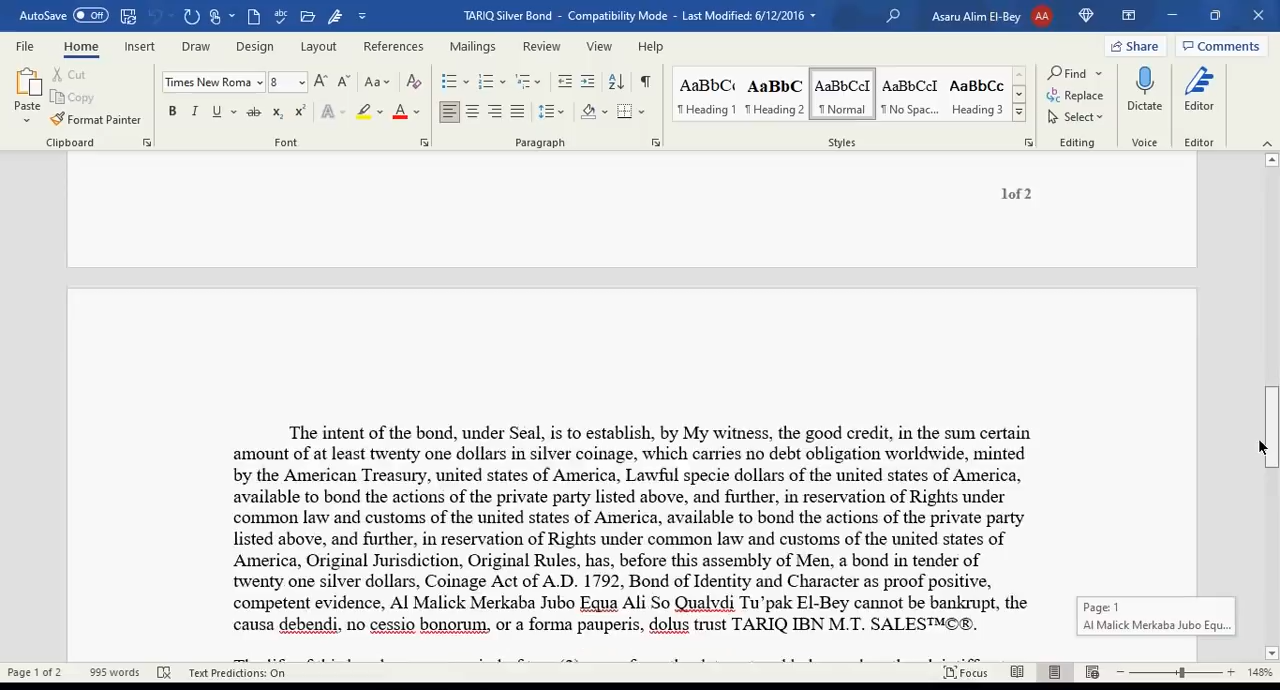 AutoSave Off TARIQ Silver Bond - Compatibility Mode - Last Modified: 6/12/2016 Asaru Alim El-Bey AA
File Home Insert Draw Design Layout References Mailings Review View Help Share Comments
Paste Cut Copy Format Painter
Times New Roma 8 Aa
B I U ab x₂ x² A A
AaBbCc AaBbC AaBbCcI AaBbCcI AaBbCc
¶ Heading 1 ¶ Heading 2 ¶ Normal ¶ No Spac... Heading 3
Find Replace Select Dictate Editor
Clipboard Font Paragraph Styles Editing Voice Editor
1of 2
The intent of the bond, under Seal, is to establish, by My witness, the good credit, in the sum certain
amount of at least twenty one dollars in silver coinage, which carries no debt obligation worldwide, minted
by the American Treasury, united states of America, Lawful specie dollars of the united states of America,
available to bond the actions of the private party listed above, and further, in reservation of Rights under
common law and customs of the united states of America, available to bond the actions of the private party
listed above, and further, in reservation of Rights under common law and customs of the united states of
America, Original Jurisdiction, Original Rules, has, before this assembly of Men, a bond in tender of
twenty one silver dollars, Coinage Act of A.D. 1792, Bond of Identity and Character as proof positive,
competent evidence, Al Malick Merkaba Jubo Equa Ali So Qualvdi Tu’pak El-Bey cannot be bankrupt, the
causa debendi, no cessio bonorum, or a forma pauperis, dolus trust TARIQ IBN M.T. SALES™©®.
Page: 1
Al Malick Merkaba Jubo Equ...
Page 1 of 2 995 words Text Predictions: On Focus 148%